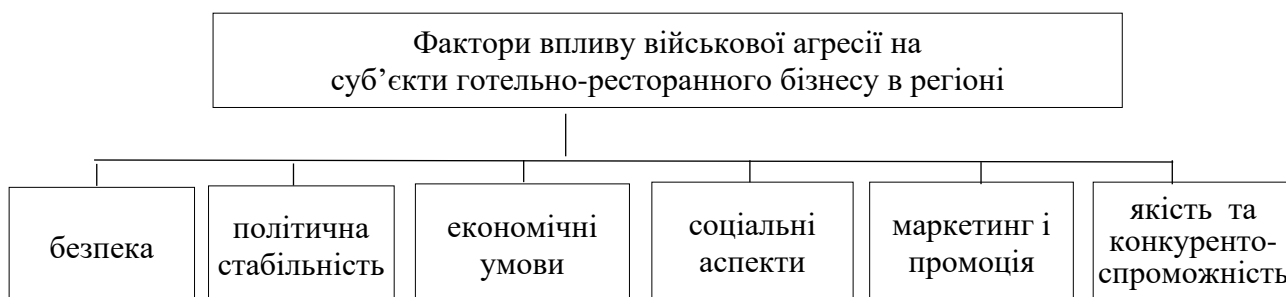 Фактори впливу військової агресії на
суб’єкти готельно-ресторанного бізнесу в регіоні
безпека
політична
стабільність
економічні
умови
соціальні
аспекти
маркетинг і
промоція
якість та
конкуренто-
спроможність